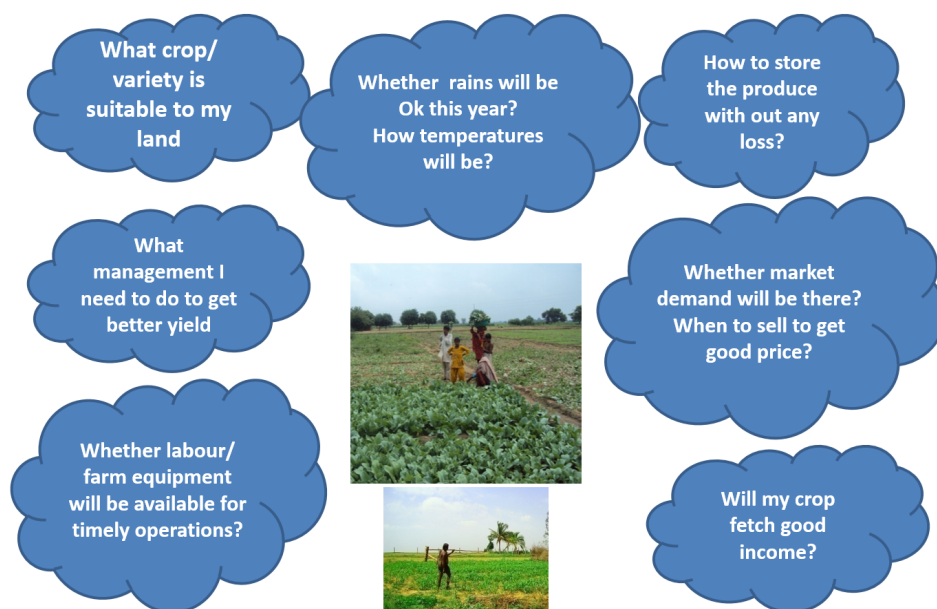 What crop/
variety is
suitable to my
land
Whether rains will be
Ok this year?
How temperatures
will be?
How to store
the produce
with out any
loss?
What
management I
need to do to get
better yield
Whether market
demand will be there?
When to sell to get
good price?
Whether labour/
farm equipment
will be available for
timely operations?
Will my crop
fetch good
income?